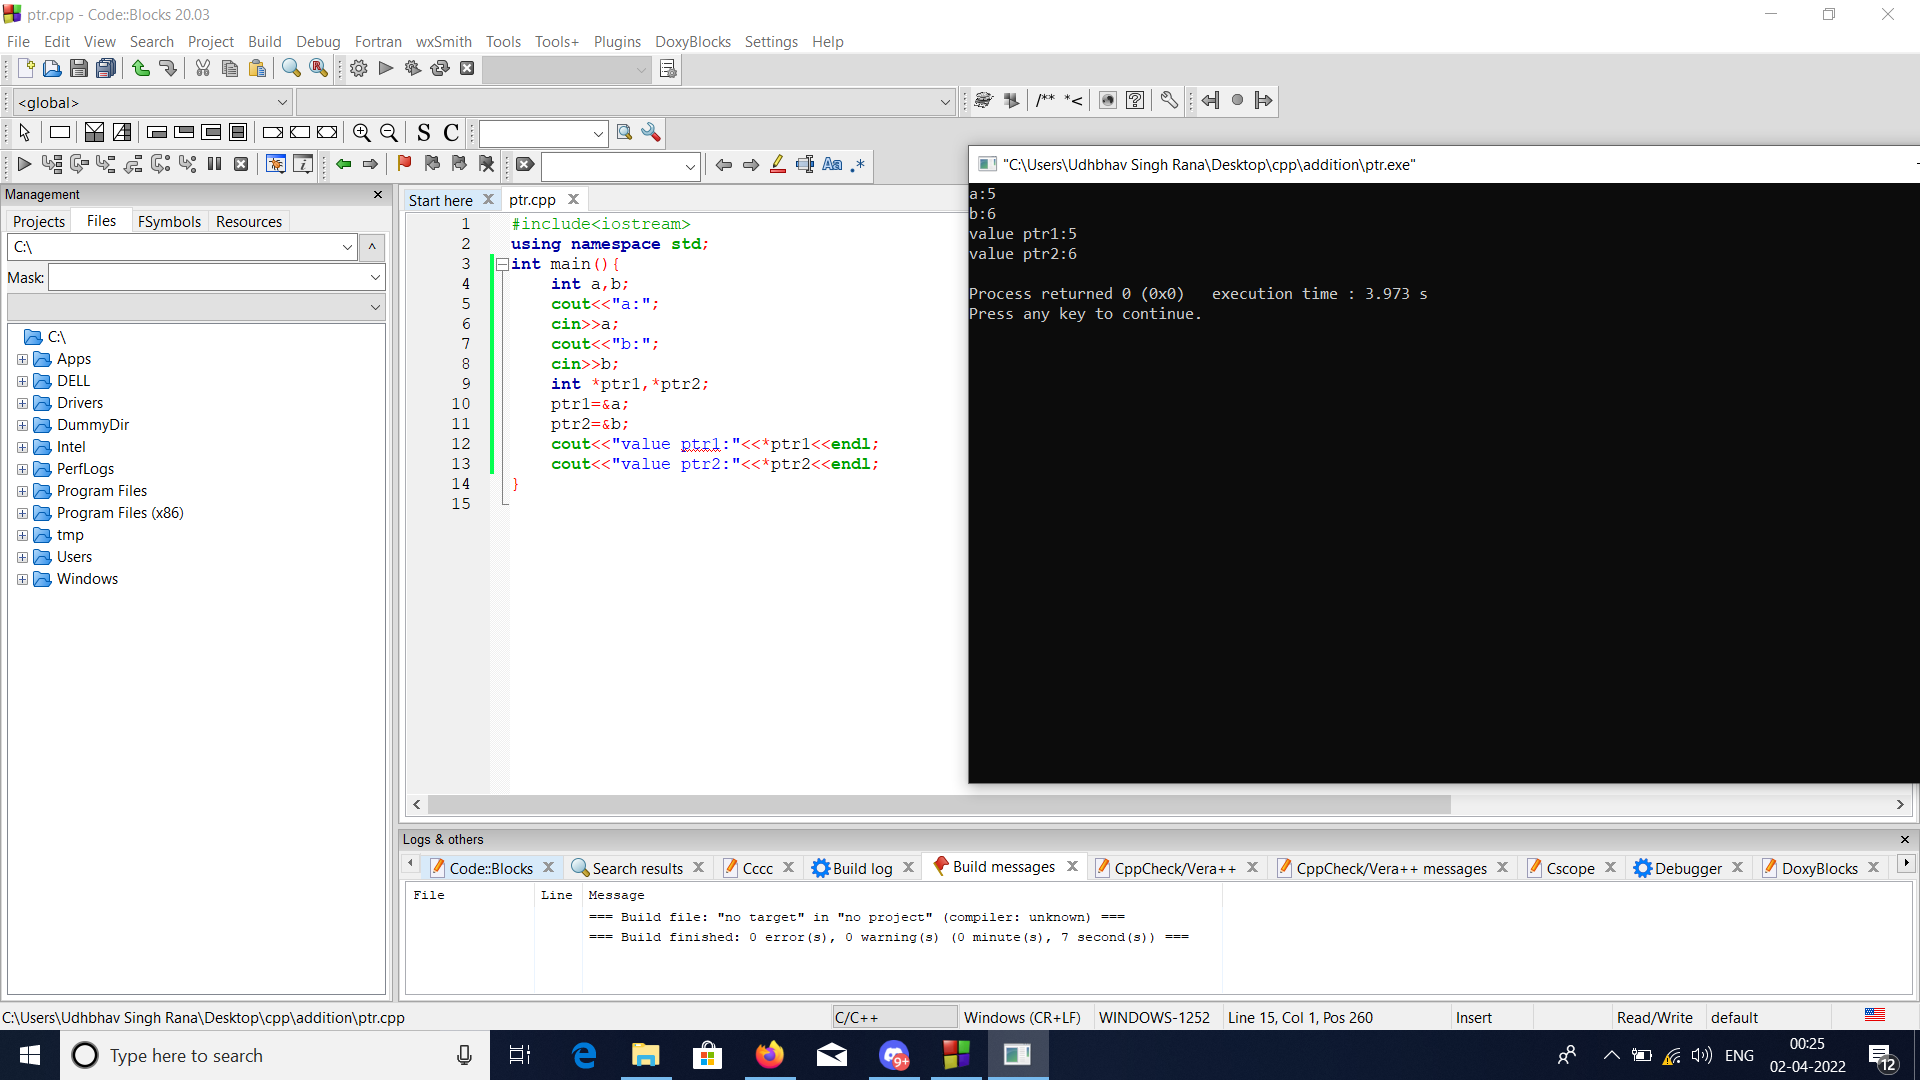 ptr.cpp - Code::Blocks 20.03
File Edit View Search Project Build Debug Fortran wxSmith Tools Tools+ Plugins DoxyBlocks Settings Help
<global>
/** *<
S C
Aa .*
Management
Projects Files FSymbols Resources
C:\
^
Mask:
C:\
Apps
DELL
Drivers
DummyDir
Intel
PerfLogs
Program Files
Program Files (x86)
tmp
Users
Windows
Start here ptr.cpp
1 #include<iostream>
2 using namespace std;
3 int main(){
4 int a,b;
5 cout<<"a:";
6 cin>>a;
7 cout<<"b:";
8 cin>>b;
9 int *ptr1,*ptr2;
10 ptr1=&a;
11 ptr2=&b;
12 cout<<"value ptr1:"<<*ptr1<<endl;
13 cout<<"value ptr2:"<<*ptr2<<endl;
14 }
15
"C:\Users\Udhbhav Singh Rana\Desktop\cpp\addition\ptr.exe"
a:5
b:6
value ptr1:5
value ptr2:6
Process returned 0 (0x0) execution time : 3.973 s
Press any key to continue.
Logs & others
Code::Blocks Search results Cccc Build log Build messages CppCheck/Vera++ CppCheck/Vera++ messages Cscope Debugger DoxyBlocks
File Line Message
=== Build file: "no target" in "no project" (compiler: unknown) ===
=== Build finished: 0 error(s), 0 warning(s) (0 minute(s), 7 second(s)) ===
C:\Users\Udhbhav Singh Rana\Desktop\cpp\addition\ptr.cpp C/C++ Windows (CR+LF) WINDOWS-1252 Line 15, Col 1, Pos 260 Insert Read/Write default
Type here to search
9+
ENG
00:25
02-04-2022
12